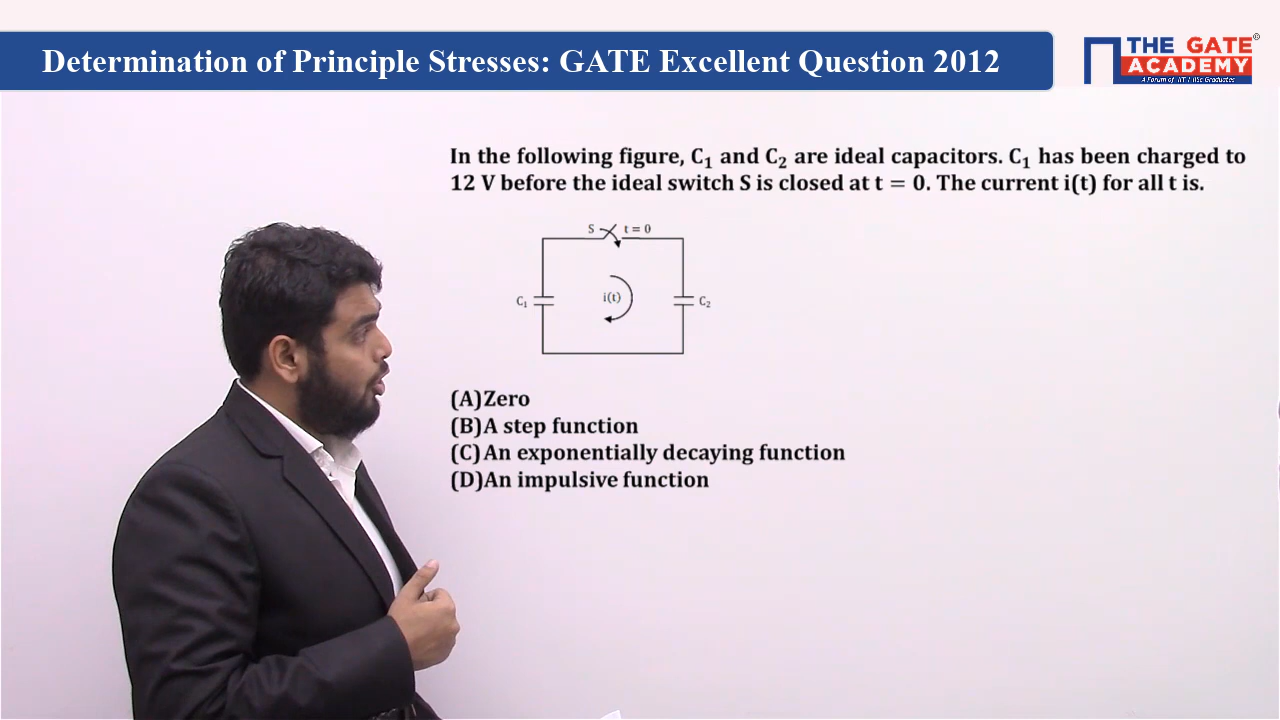 Determination of Principle Stresses: GATE Excellent Question 2012
THE GATE
ACADEMY
©
A Forum of IIT / IISc Graduates
In the following figure, C₁ and C₂ are ideal capacitors. C₁ has been charged to
12 V before the ideal switch S is closed at t = 0. The current i(t) for all t is.
S t = 0
C₁
i(t)
C₂
(A)Zero
(B)A step function
(C)An exponentially decaying function
(D)An impulsive function